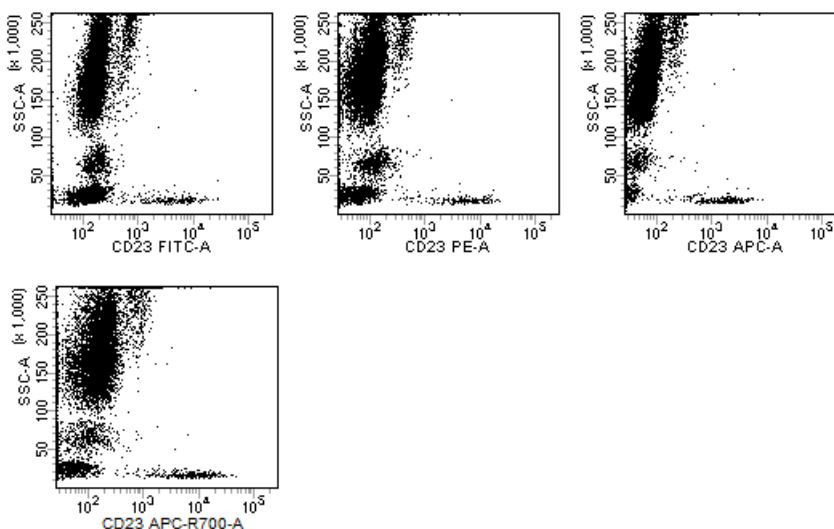 SSC-A (x 1,000)
250
200
150
100
50
10² 10³ 10⁴ 10⁵
CD23 FITC-A
SSC-A (x 1,000)
250
200
150
100
50
10² 10³ 10⁴ 10⁵
CD23 PE-A
SSC-A (x 1,000)
250
200
150
100
50
10² 10³ 10⁴ 10⁵
CD23 APC-A
SSC-A (x 1,000)
250
200
150
100
50
10² 10³ 10⁴ 10⁵
CD23 APC-R700-A